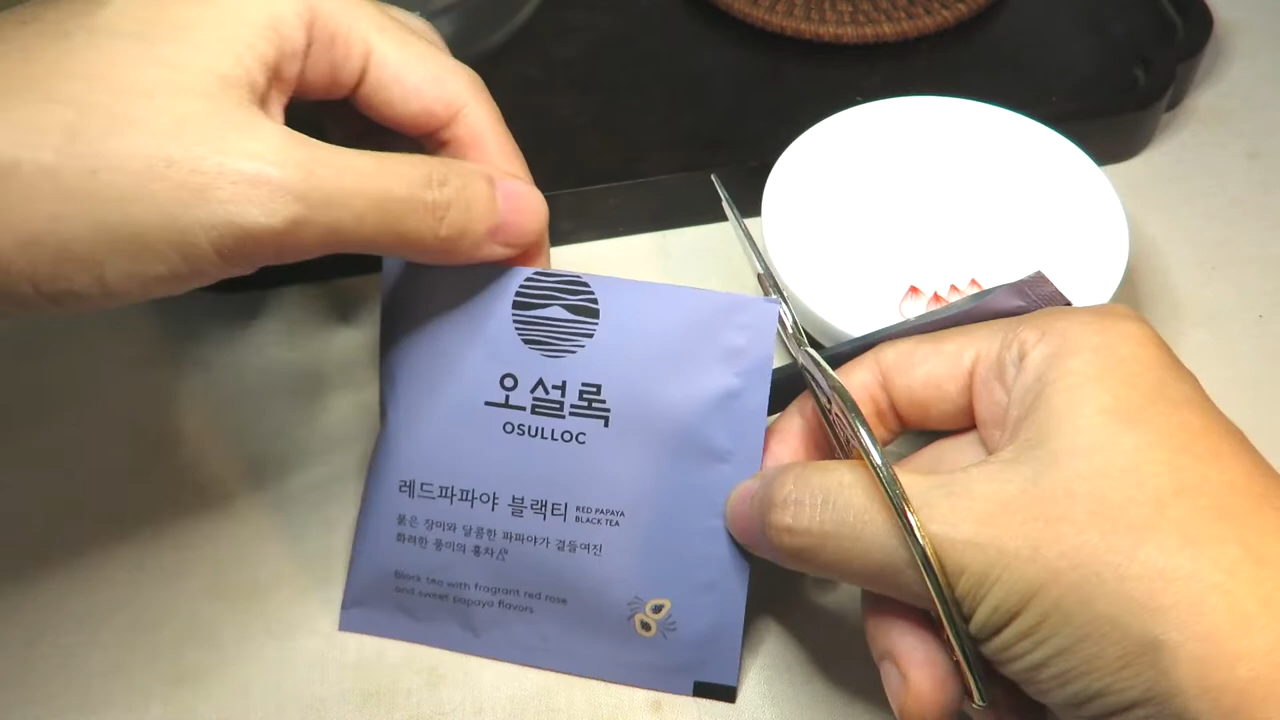 오설록
OSULLOC
레드파파야 블랙티 RED PAPAYA
BLACK TEA
붉은 장미와 달콤한 파파야가 곁들여진
화려한 풍미의 홍차
Black tea with fragrant red rose
and sweet papaya flavors